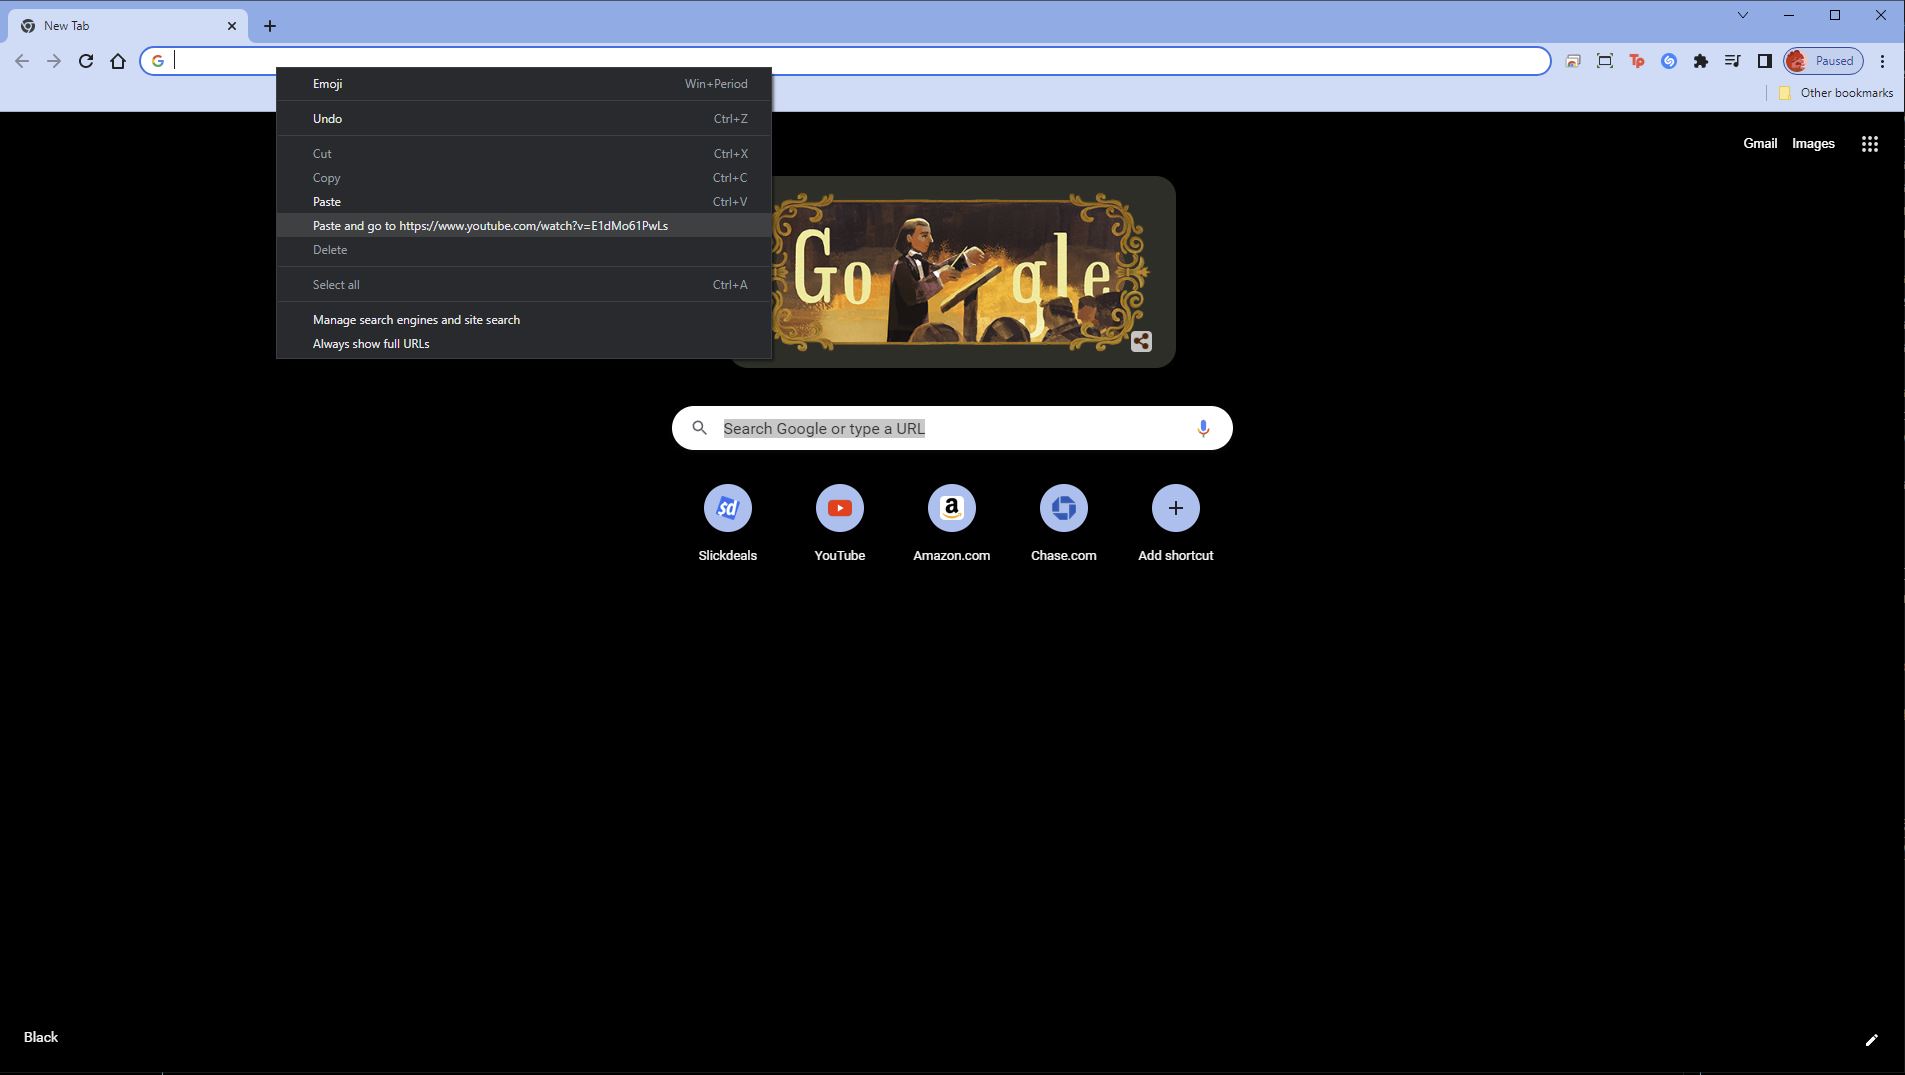 New Tab
Paused
Other bookmarks
Emoji Win+Period
Undo Ctrl+Z
Cut Ctrl+X
Copy Ctrl+C
Paste Ctrl+V
Paste and go to https://www.youtube.com/watch?v=E1dMo61PwLs
Delete
Select all Ctrl+A
Manage search engines and site search
Always show full URLs
Gmail Images
Google
Search Google or type a URL
Slickdeals YouTube Amazon.com Chase.com Add shortcut
Black